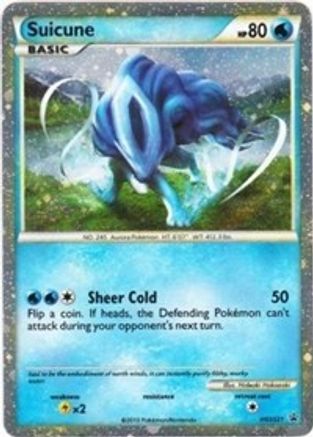 Suicune
HP 80
BASIC
NO. 245 Aurora Pokémon HT: 6'07" WT: 412.3 lbs.
Sheer Cold 50
Flip a coin. If heads, the Defending Pokémon can't
attack during your opponent's next turn.
Said to be the embodiment of north winds, it can instantly purify filthy, murky
water.
Illus. Hideaki Hakozaki
weakness resistance retreat cost
×2
©2010 Pokémon/Nintendo